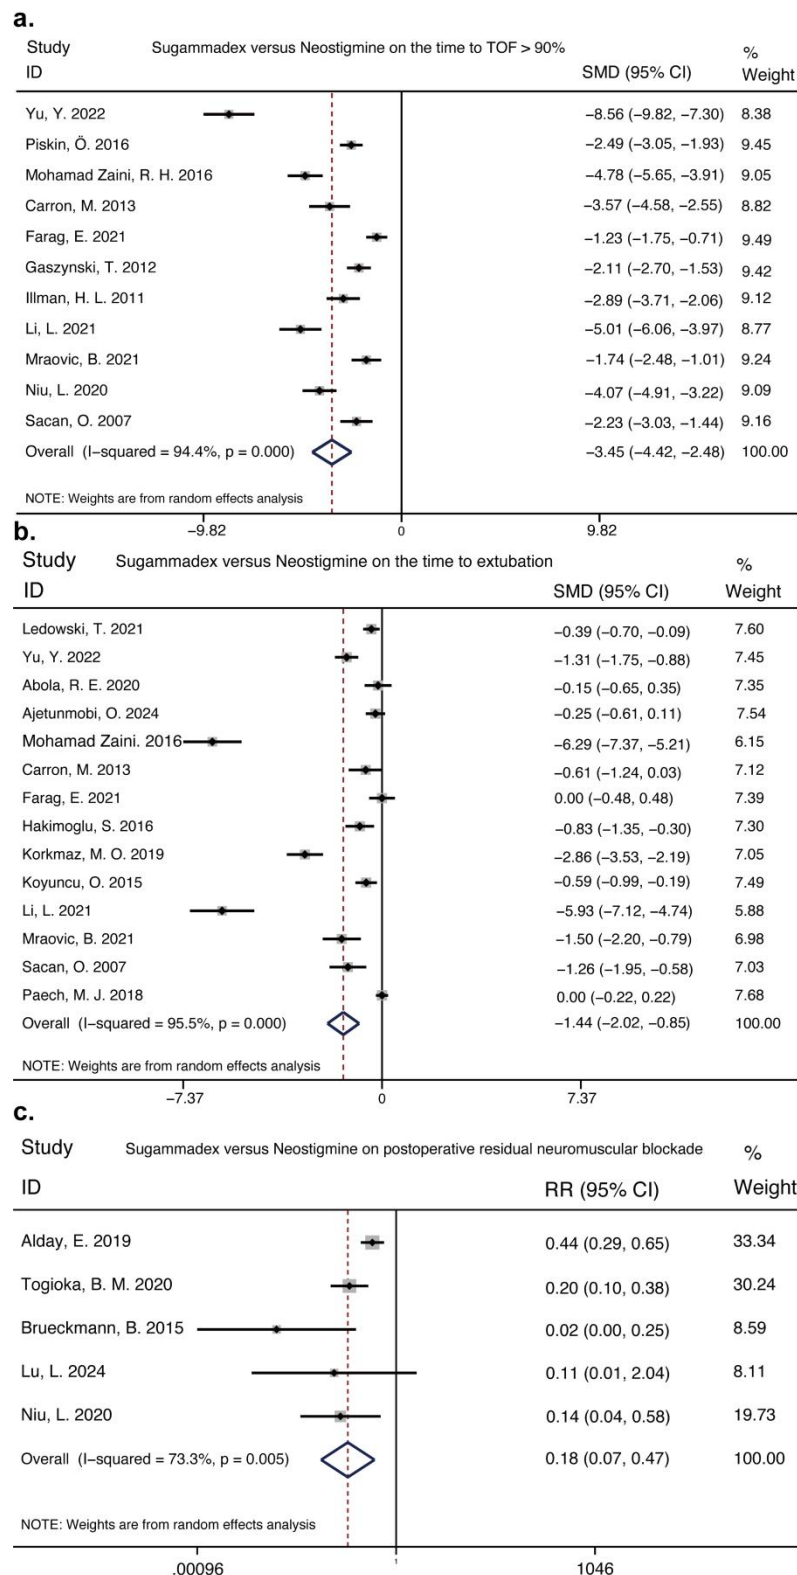 a.
Study Sugammadex versus Neostigmine on the time to TOF > 90% %
ID SMD (95% CI) Weight
Yu, Y. 2022 −8.56 (−9.82, −7.30) 8.38
Piskin, Ö. 2016 −2.49 (−3.05, −1.93) 9.45
Mohamad Zaini, R. H. 2016 −4.78 (−5.65, −3.91) 9.05
Carron, M. 2013 −3.57 (−4.58, −2.55) 8.82
Farag, E. 2021 −1.23 (−1.75, −0.71) 9.49
Gaszynski, T. 2012 −2.11 (−2.70, −1.53) 9.42
Illman, H. L. 2011 −2.89 (−3.71, −2.06) 9.12
Li, L. 2021 −5.01 (−6.06, −3.97) 8.77
Mraovic, B. 2021 −1.74 (−2.48, −1.01) 9.24
Niu, L. 2020 −4.07 (−4.91, −3.22) 9.09
Sacan, O. 2007 −2.23 (−3.03, −1.44) 9.16
Overall (I−squared = 94.4%, p = 0.000) −3.45 (−4.42, −2.48) 100.00
NOTE: Weights are from random effects analysis
−9.82 0 9.82
b.
Study Sugammadex versus Neostigmine on the time to extubation %
ID SMD (95% CI) Weight
Ledowski, T. 2021 −0.39 (−0.70, −0.09) 7.60
Yu, Y. 2022 −1.31 (−1.75, −0.88) 7.45
Abola, R. E. 2020 −0.15 (−0.65, 0.35) 7.35
Ajetunmobi, O. 2024 −0.25 (−0.61, 0.11) 7.54
Mohamad Zaini. 2016 −6.29 (−7.37, −5.21) 6.15
Carron, M. 2013 −0.61 (−1.24, 0.03) 7.12
Farag, E. 2021 0.00 (−0.48, 0.48) 7.39
Hakimoglu, S. 2016 −0.83 (−1.35, −0.30) 7.30
Korkmaz, M. O. 2019 −2.86 (−3.53, −2.19) 7.05
Koyuncu, O. 2015 −0.59 (−0.99, −0.19) 7.49
Li, L. 2021 −5.93 (−7.12, −4.74) 5.88
Mraovic, B. 2021 −1.50 (−2.20, −0.79) 6.98
Sacan, O. 2007 −1.26 (−1.95, −0.58) 7.03
Paech, M. J. 2018 0.00 (−0.22, 0.22) 7.68
Overall (I−squared = 95.5%, p = 0.000) −1.44 (−2.02, −0.85) 100.00
NOTE: Weights are from random effects analysis
−7.37 0 7.37
c.
Study Sugammadex versus Neostigmine on postoperative residual neuromuscular blockade %
ID RR (95% CI) Weight
Alday, E. 2019 0.44 (0.29, 0.65) 33.34
Togioka, B. M. 2020 0.20 (0.10, 0.38) 30.24
Brueckmann, B. 2015 0.02 (0.00, 0.25) 8.59
Lu, L. 2024 0.11 (0.01, 2.04) 8.11
Niu, L. 2020 0.14 (0.04, 0.58) 19.73
Overall (I−squared = 73.3%, p = 0.005) 0.18 (0.07, 0.47) 100.00
NOTE: Weights are from random effects analysis
.00096 1 1046